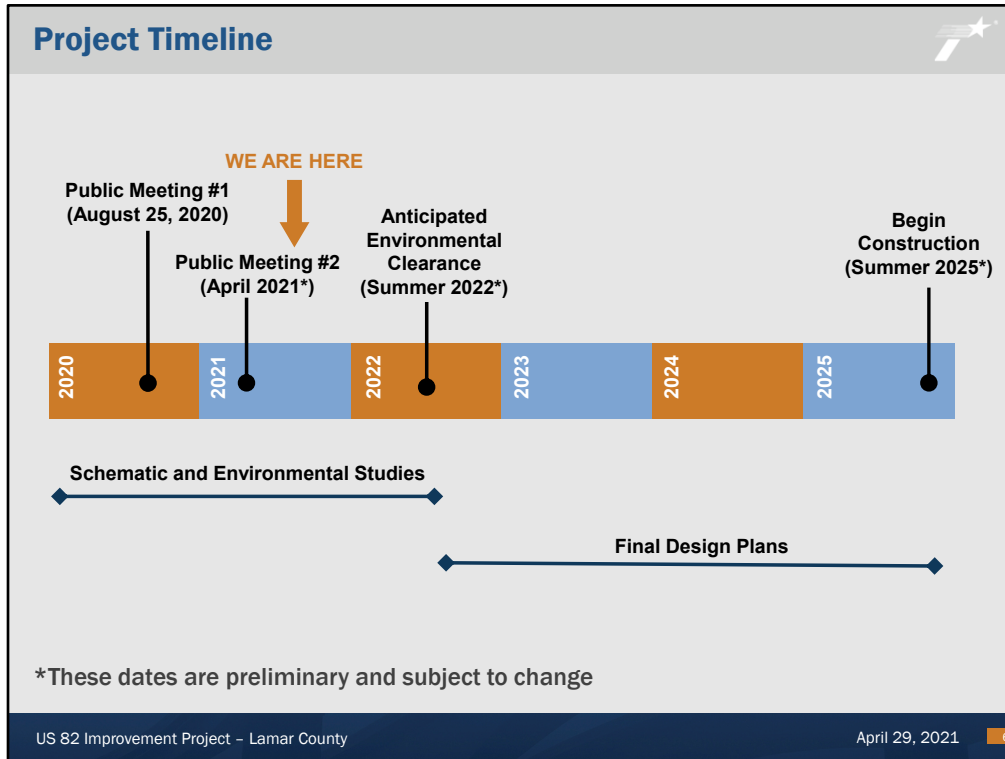 Project Timeline
WE ARE HERE
Public Meeting #1
(August 25, 2020)
Public Meeting #2
(April 2021*)
Anticipated
Environmental
Clearance
(Summer 2022*)
Begin
Construction
(Summer 2025*)
2020
2021
2022
2023
2024
2025
Schematic and Environmental Studies
Final Design Plans
*These dates are preliminary and subject to change
US 82 Improvement Project – Lamar County
April 29, 2021
6